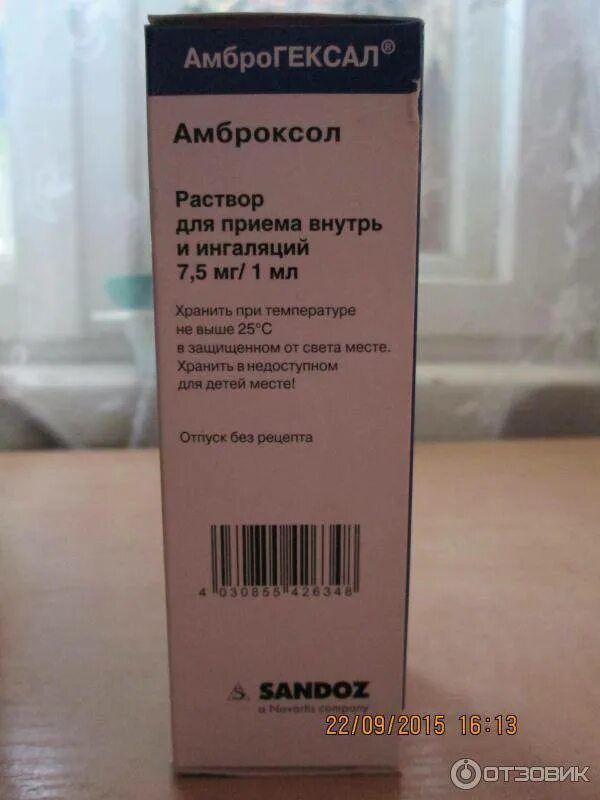 АмброГЕКСАЛ®
Амброксол
Раствор
для приема внутрь
и ингаляций
7,5 мг/ 1 мл
Хранить при температуре
не выше 25°С
в защищенном от света месте.
Хранить в недоступном
для детей месте!
Отпуск без рецепта
4 030855 426348
SANDOZ
a Novartis company
22/09/2015 16:13
ОТЗОВИК